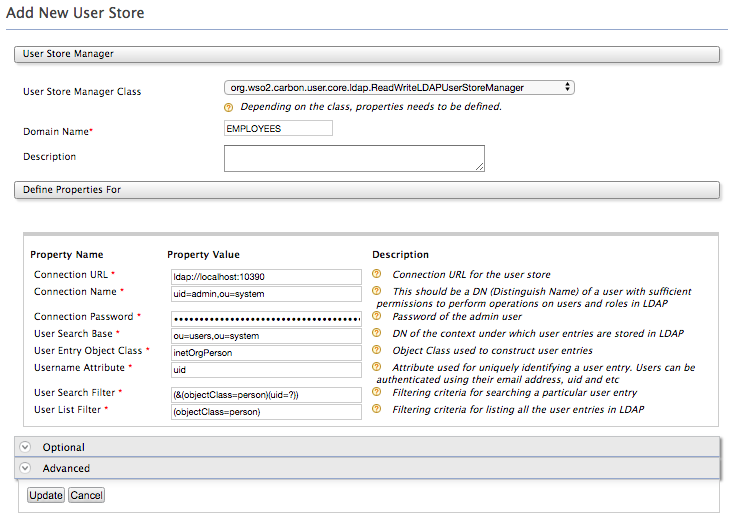 Add New User Store
User Store Manager
User Store Manager Class org.wso2.carbon.user.core.ldap.ReadWriteLDAPUserStoreManager
Depending on the class, properties needs to be defined.
Domain Name* EMPLOYEES
Description
Define Properties For
Property Name Property Value Description
Connection URL * ldap://localhost:10390 Connection URL for the user store
Connection Name * uid=admin,ou=system This should be a DN (Distinguish Name) of a user with sufficient
permissions to perform operations on users and roles in LDAP
Connection Password * Password of the admin user
User Search Base * ou=users,ou=system DN of the context under which user entries are stored in LDAP
User Entry Object Class * inetOrgPerson Object Class used to construct user entries
Username Attribute * uid Attribute used for uniquely identifying a user entry. Users can be
authenticated using their email address, uid and etc
User Search Filter * (&(objectClass=person)(uid=?)) Filtering criteria for searching a particular user entry
User List Filter * (objectClass=person) Filtering criteria for listing all the user entries in LDAP
Optional
Advanced
Update Cancel